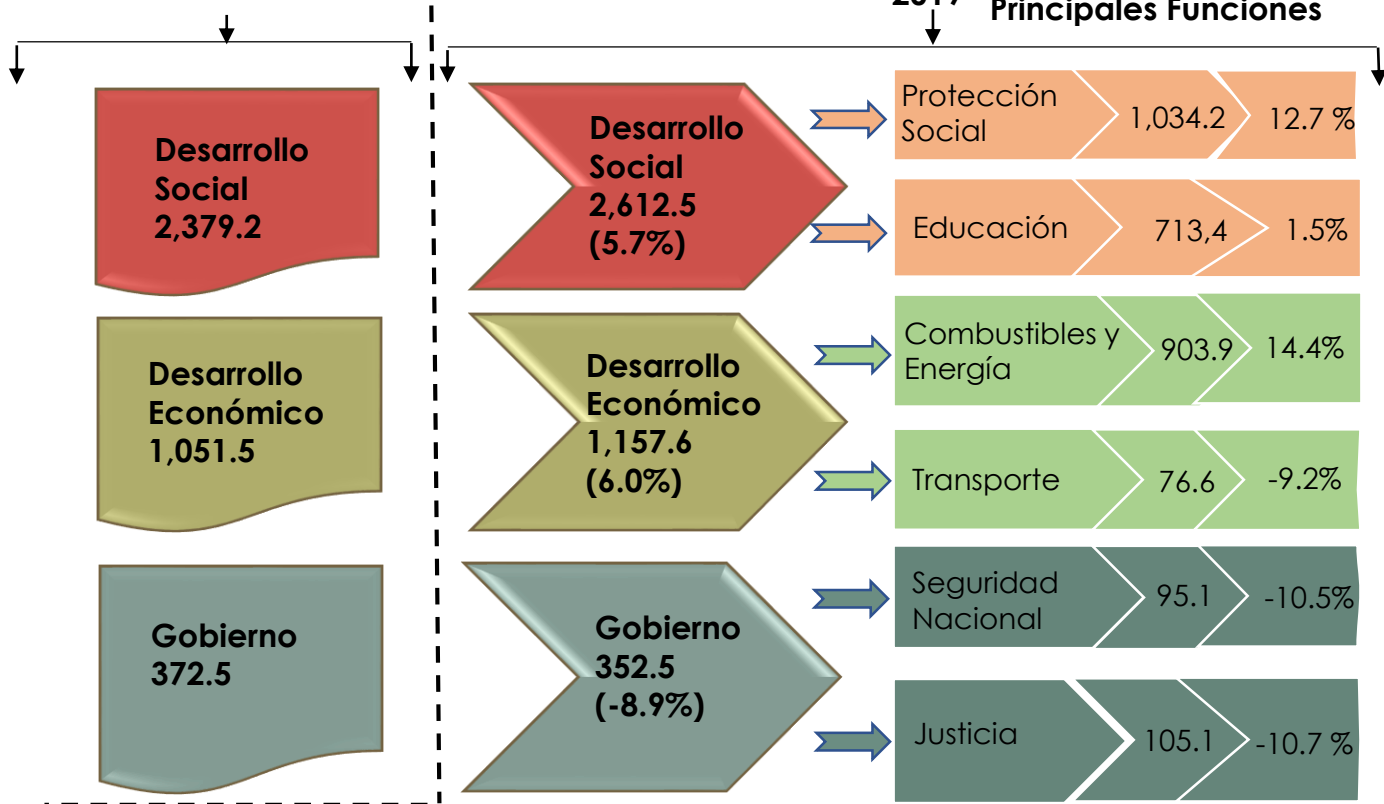 Principales Funciones
Desarrollo
Social
2,379.2
Desarrollo
Económico
1,051.5
Gobierno
372.5
Desarrollo
Social
2,612.5
(5.7%)
Desarrollo
Económico
1,157.6
(6.0%)
Gobierno
352.5
(-8.9%)
Protección
Social
1,034.2
12.7 %
Educación
713,4
1.5%
Combustibles y
Energía
903.9
14.4%
Transporte
76.6
-9.2%
Seguridad
Nacional
95.1
-10.5%
Justicia
105.1
-10.7 %